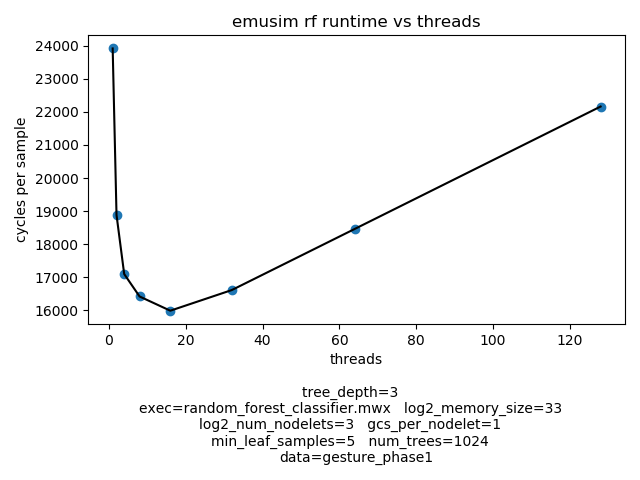 emusim rf runtime vs threads
24000
23000
22000
21000
20000
19000
18000
17000
16000
cycles per sample
0 20 40 60 80 100 120
threads
tree_depth=3
exec=random_forest_classifier.mwx log2_memory_size=33
log2_num_nodelets=3 gcs_per_nodelet=1
min_leaf_samples=5 num_trees=1024
data=gesture_phase1